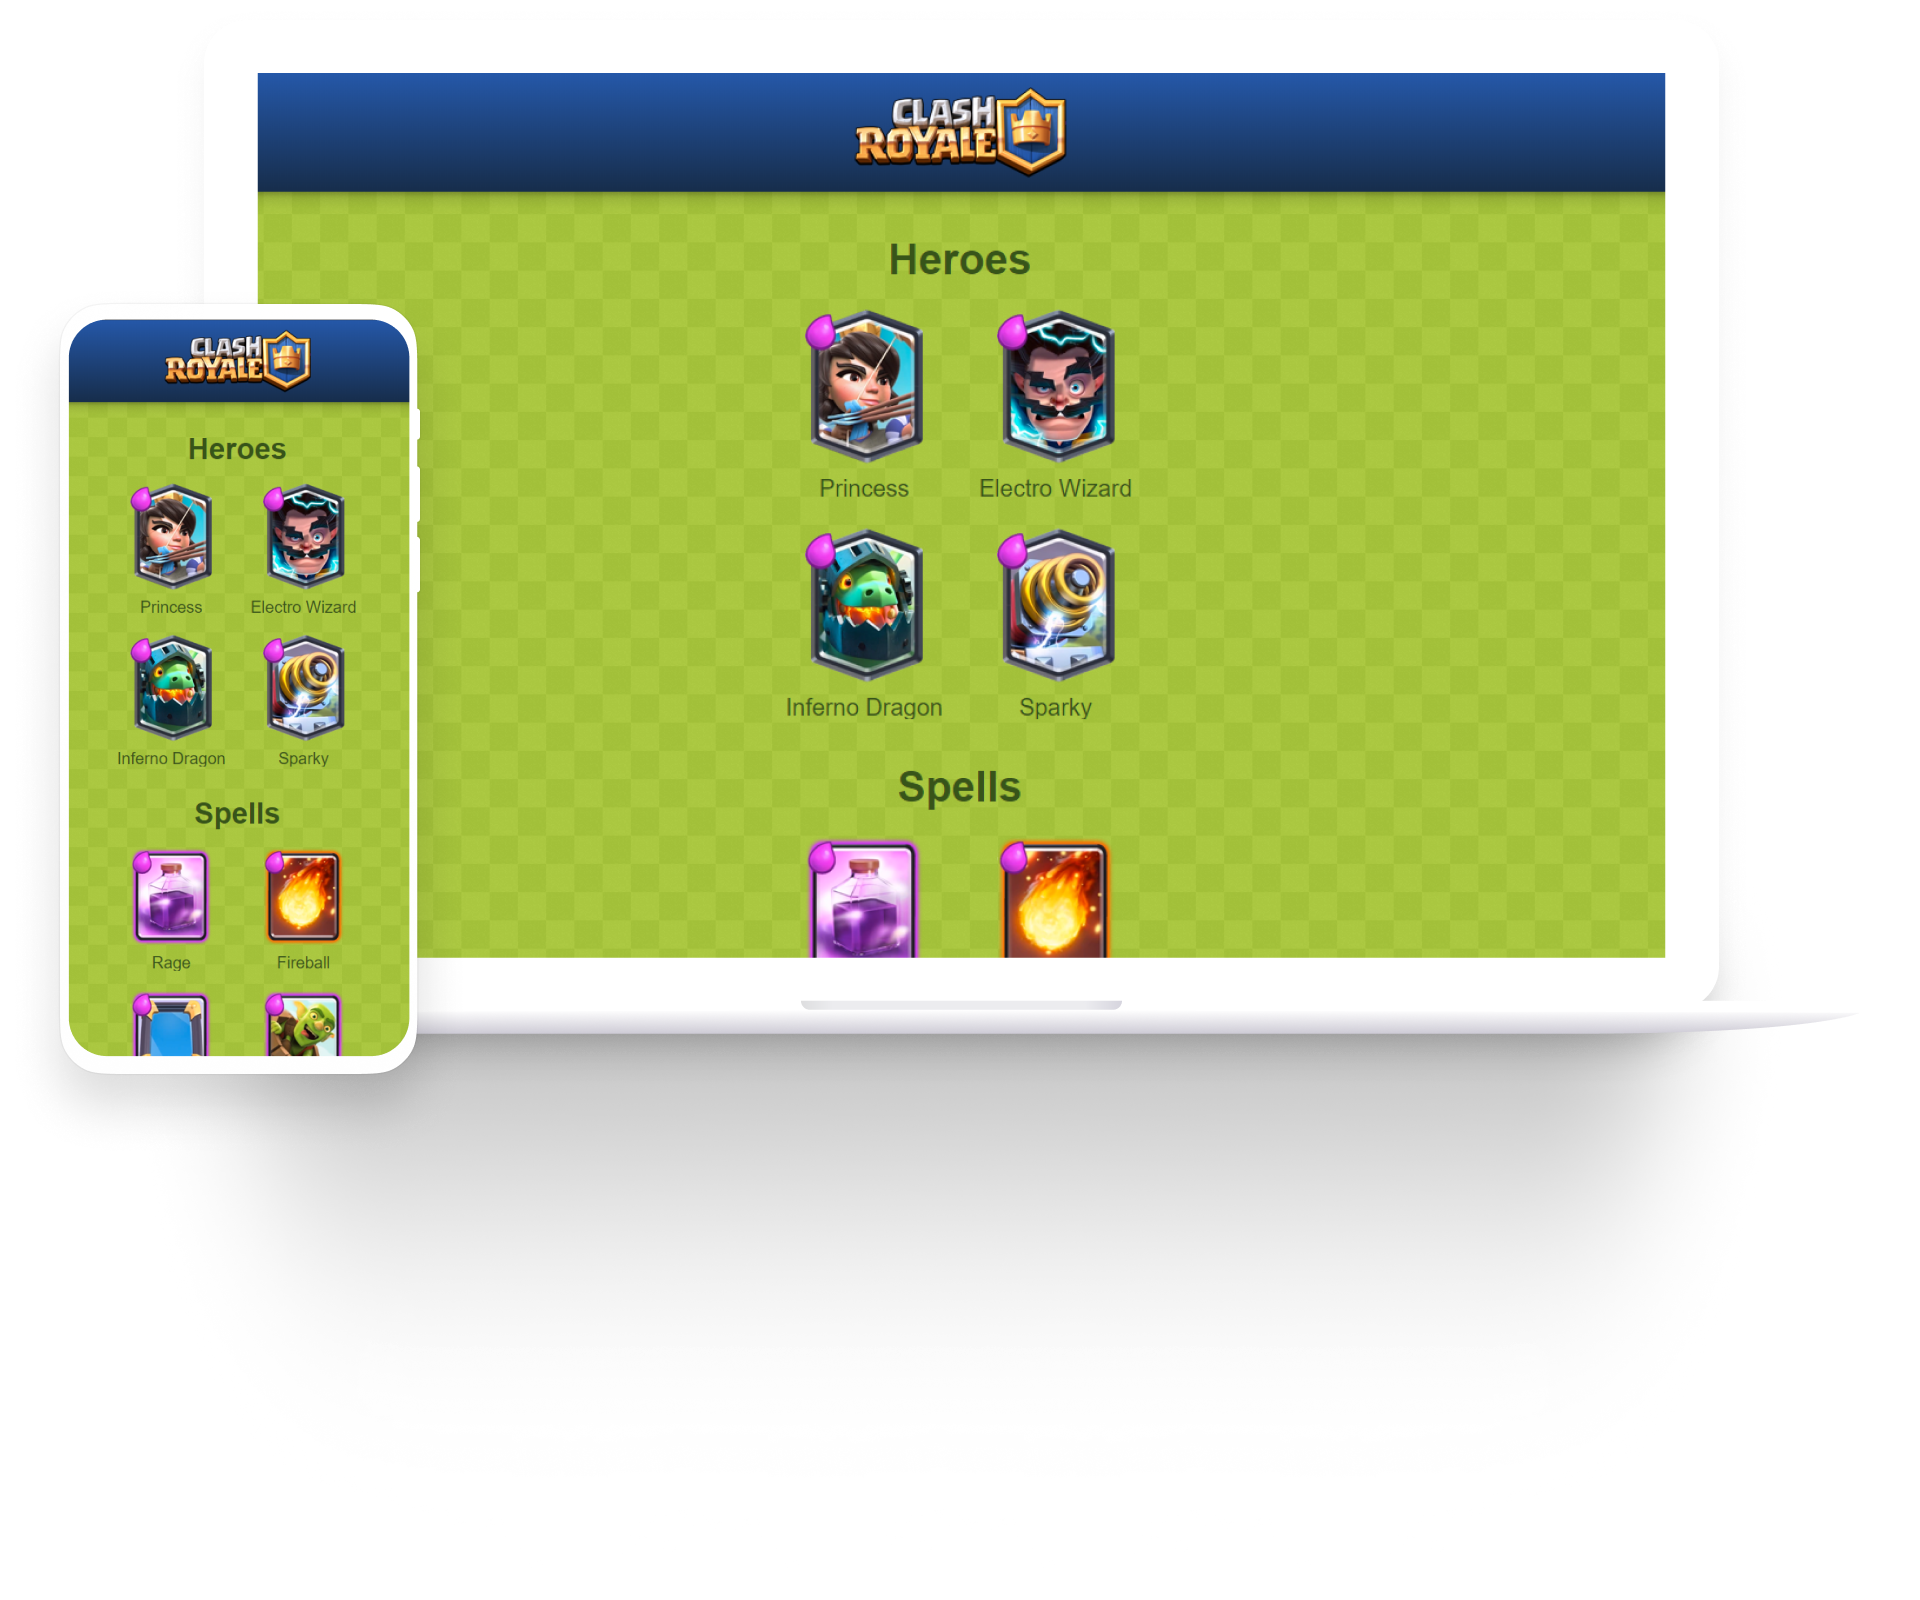 CLASH
ROYALE
Heroes
Princess
Electro Wizard
Inferno Dragon
Sparky
Spells
CLASH
ROYALE
Heroes
Princess
Electro Wizard
Inferno Dragon
Sparky
Spells
Rage
Fireball